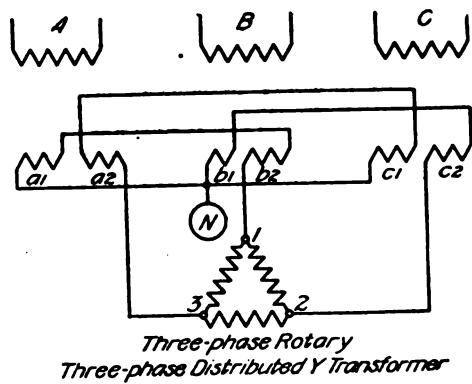 A B C
a1 a2 b1 b2 c1 c2
N
1
3 2
Three-phase Rotary
Three-phase Distributed Y Transformer